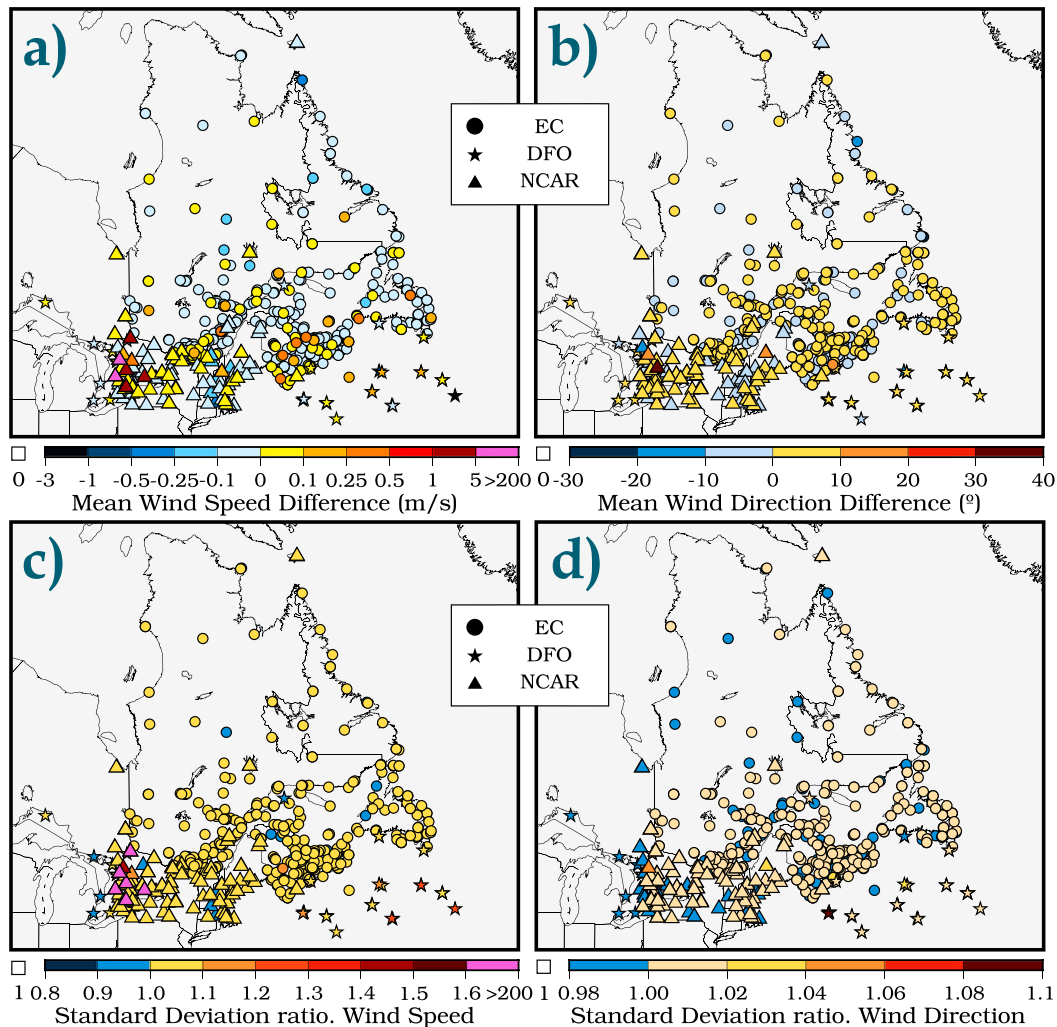 a)
b)
EC
DFO
NCAR
0 -3 -1 -0.5 -0.25 -0.1 0 0.1 0.25 0.5 1 5 >200
Mean Wind Speed Difference (m/s)
0 -30 -20 -10 0 10 20 30 40
Mean Wind Direction Difference (º)
c)
d)
EC
DFO
NCAR
1 0.8 0.9 1.0 1.1 1.2 1.3 1.4 1.5 1.6 >200
Standard Deviation ratio. Wind Speed
1 0.98 1.00 1.02 1.04 1.06 1.08 1.1
Standard Deviation ratio. Wind Direction